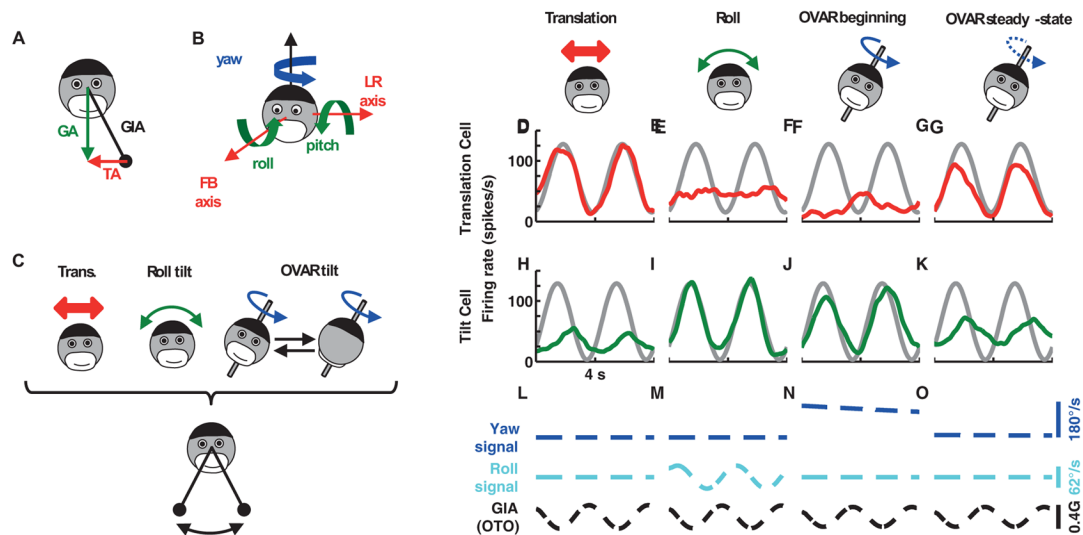 A
B
yaw
LR
axis
GA
GIA
TA
roll
pitch
FB
axis
C
Trans.
Roll tilt
OVAR tilt
Translation
Roll
OVAR beginning
OVAR steady -state
D
E
E
F
F
G
G
Translation Cell
100
0
Firing rate (spikes/s)
H
I
J
K
Tilt Cell
100
0
4 s
L
M
N
O
Yaw
signal
180°/s
Roll
signal
62°/s
GIA
(OTO)
0.4G